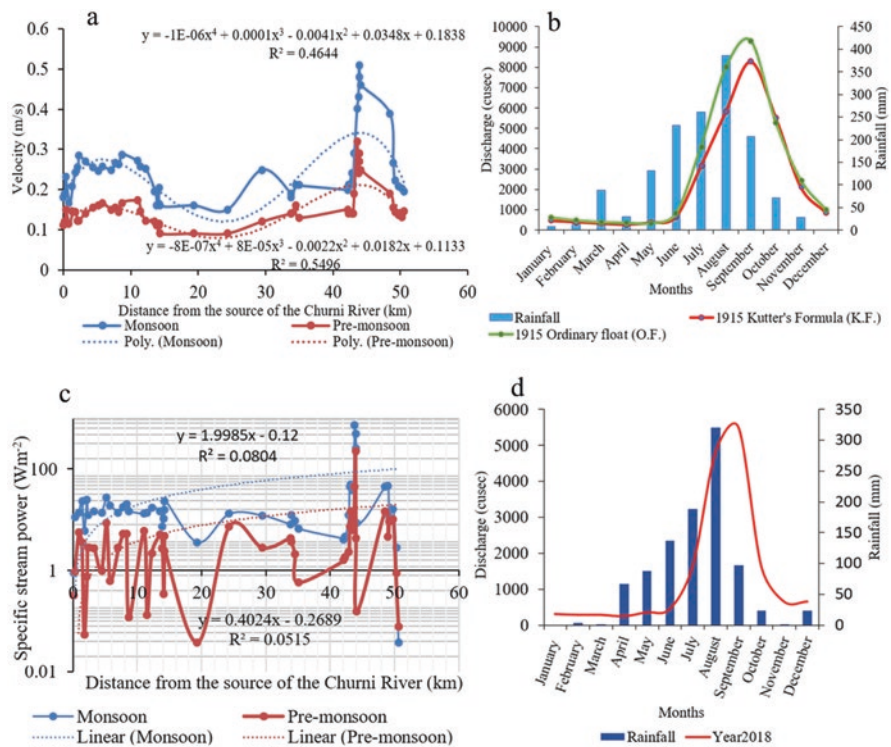 a
y = -1E-06x⁴ + 0.0001x³ - 0.0041x² + 0.0348x + 0.1838
R² = 0.4644
Velocity (m/s)
0.6
0.5
0.4
0.3
0.2
0.1
0
y = -8E-07x⁴ + 8E-05x³ - 0.0022x² + 0.0182x + 0.1133
R² = 0.5496
0 10 20 30 40 50 60
Distance from the source of the Churni River (km)
Monsoon Pre-monsoon
Poly. (Monsoon) Poly. (Pre-monsoon)
b
Discharge (cusec)
10000
9000
8000
7000
6000
5000
4000
3000
2000
1000
0
450
400
350
300
250
200
150
100
50
0
Rainfall (mm)
January
February
March
April
May
June
July
August
September
October
November
December
Months
Rainfall 1915 Kutter's Formula (K.F.)
1915 Ordinary float (O.F.)
c
Specific stream power (Wm⁻²)
100
1
0.01
y = 1.9985x - 0.12
R² = 0.0804
0 10 20 30 40 50 60
y = 0.4024x - 0.2689
R² = 0.0515
Distance from the source of the Churni River (km)
Monsoon Pre-monsoon
Linear (Monsoon) Linear (Pre-monsoon)
d
Discharge (cusec)
6000
5000
4000
3000
2000
1000
0
350
300
250
200
150
100
50
0
Rainfall (mm)
January
February
March
April
May
June
July
August
September
October
November
December
Months
Rainfall Year2018